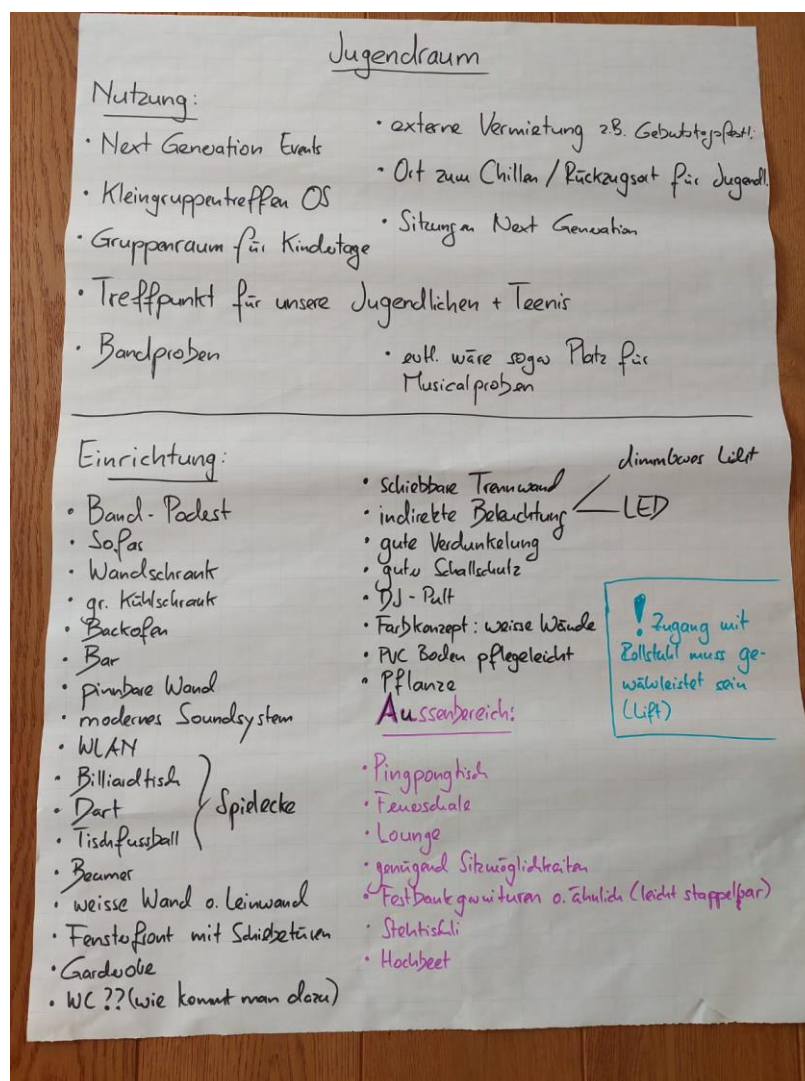 Jugendraum
Nutzung:
• Next Generation Events
• Kleingruppentreffen OS
• Gruppenraum für Kindertage
• externe Vermietung z.B. Geburtstagsfestli
• Ort zum Chillen / Rückzugsort für Jugendl.
• Sitzungen Next Generation
• Treffpunkt für unsere Jugendlichen + Teenis
• Bandproben
• evtl. wäre sogar Platz für
Musicalproben
Einrichtung:
• Band-Podest
• Sofas
• Wandschrank
• gr. Kühlschrank
• Backofen
• Bar
• pinnbare Wand
• modernes Soundsystem
• WLAN
• Billiardtisch
• Dart
• Tischfussball
Spielecke
• Beamer
• weisse Wand o. Leinwand
• Fensterfront mit Schiebetüren
• Garderobe
• WC ?? (wie kommt man dazu)
• schiebbare Trennwand
• indirekte Beleuchtung
dimmbares Licht
LED
• gute Verdunkelung
• guter Schallschutz
• DJ-Pult
• Farbkonzept: weisse Wände
• PVC Boden pflegeleicht
• Pflanze
! Zugang mit
Rollstuhl muss ge-
währleistet sein
(Lift)
Aussenbereich:
• Pingpongtisch
• Feuerschale
• Lounge
• genügend Sitzmöglichkeiten
• Festbankgarnituren o. ähnlich (leicht stappelbar)
• Stehtischli
• Hochbeet